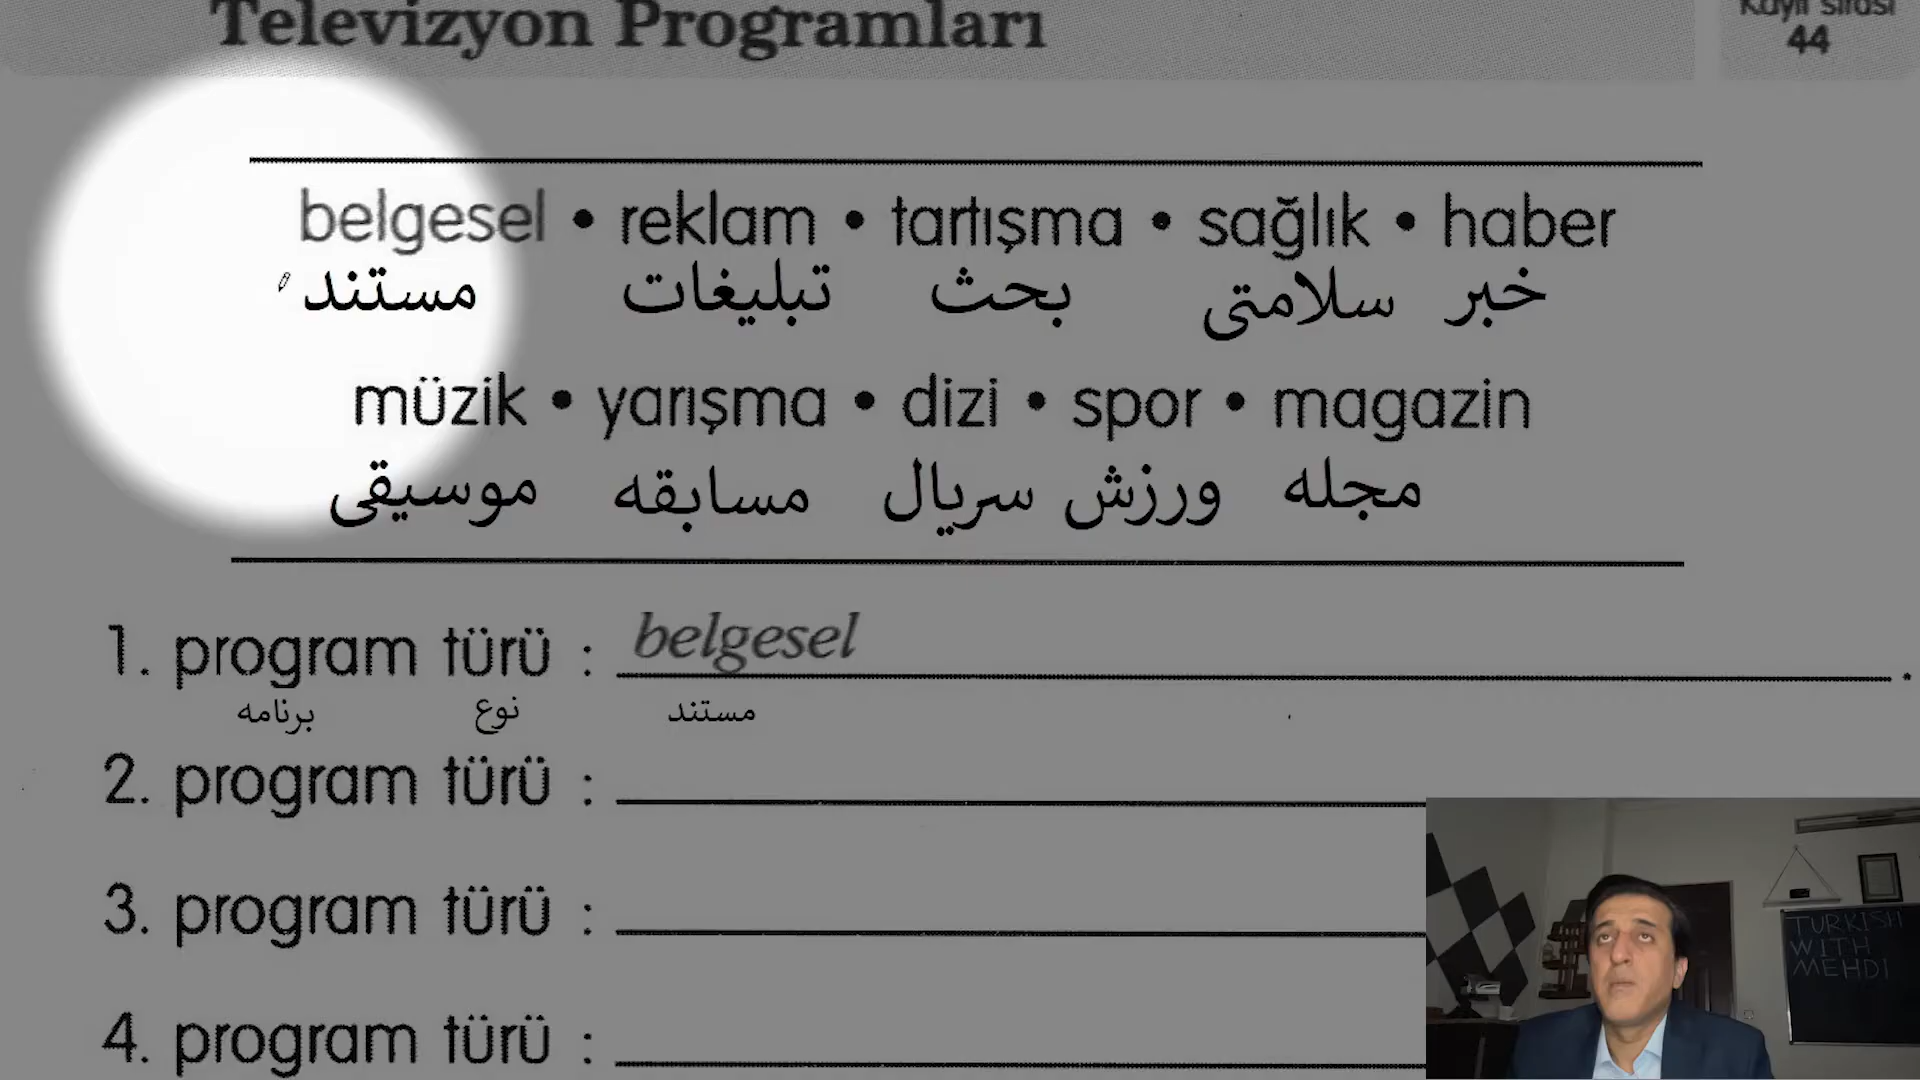 Televizyon Programları
Kayıt sırası
44
belgesel • reklam • tartışma • sağlık • haber
مستند تبلیغات بحث سلامتی خبر
müzik • yarışma • dizi • spor • magazin
موسیقی مسابقه سریال ورزش مجله
1. program türü : belgesel .
برنامه نوع مستند
2. program türü :
3. program türü :
4. program türü :
TURKISH
WITH
MEHDI